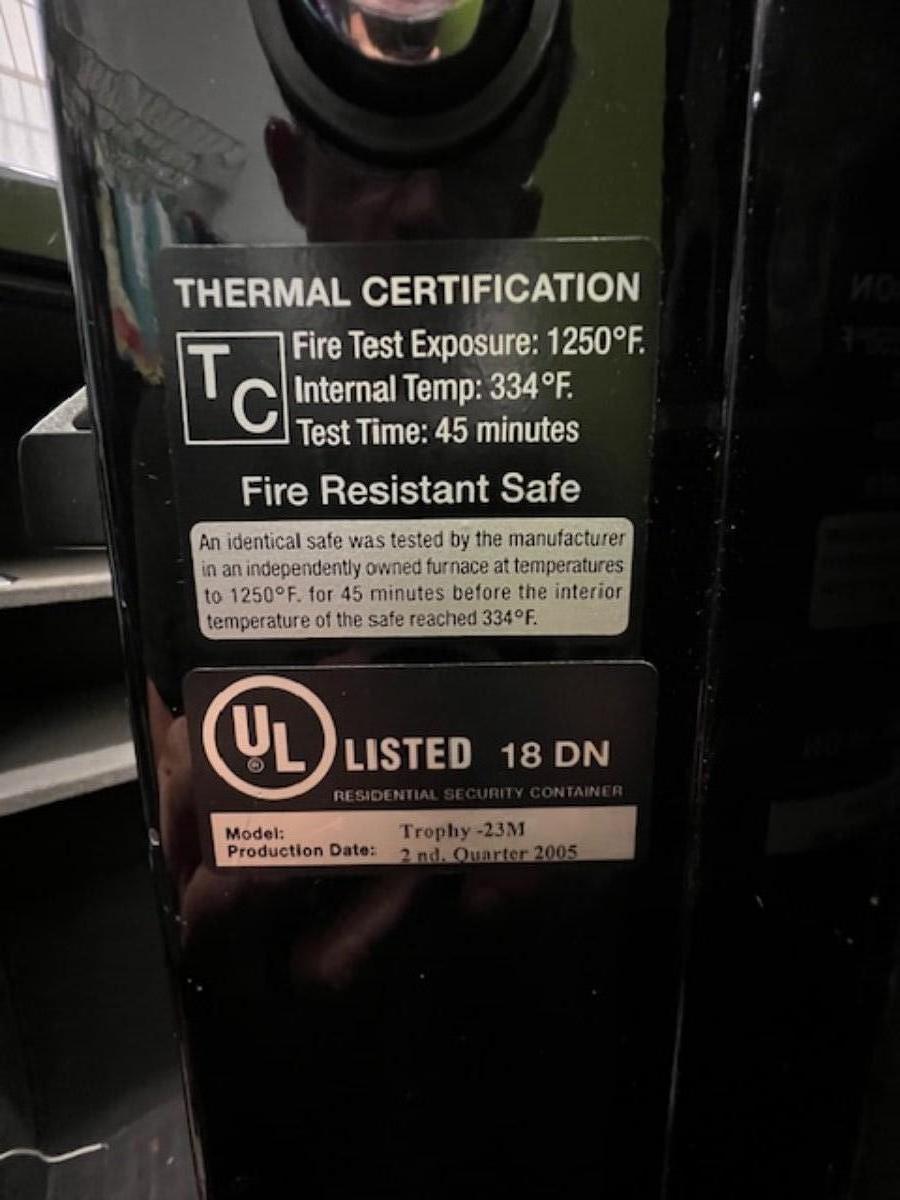 THERMAL CERTIFICATION
TC
Fire Test Exposure: 1250°F.
Internal Temp: 334°F.
Test Time: 45 minutes
Fire Resistant Safe
An identical safe was tested by the manufacturer
in an independently owned furnace at temperatures
to 1250°F. for 45 minutes before the interior
temperature of the safe reached 334°F.
UL® LISTED 18 DN
RESIDENTIAL SECURITY CONTAINER
Model: Trophy -23M
Production Date: 2 nd. Quarter 2005